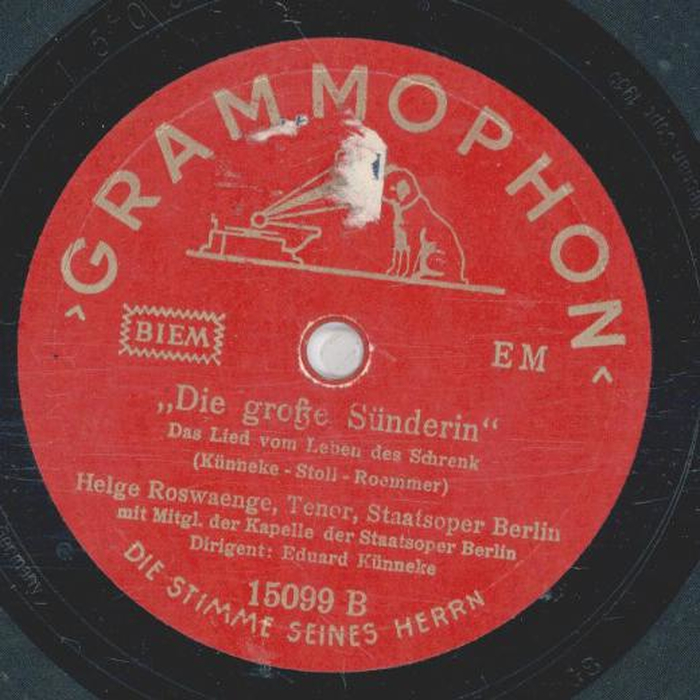 GRAMMOPHON
BIEM
EM
„Die große Sünderin“
Das Lied vom Leben des Schrenk
(Künneke - Stoll - Roemmer)
Helge Roswaenge, Tenor, Staatsoper Berlin
mit Mitgl. der Kapelle der Staatsoper Berlin
Dirigent: Eduard Künneke
15099 B
DIE STIMME SEINES HERRN
Germany